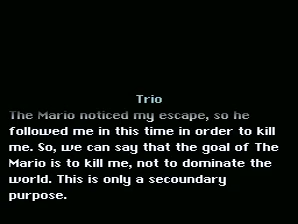 Trio
The Mario noticed my escape, so he
followed me in this time in order to kill
me. So, we can say that the goal of The
Mario is to kill me, not to dominate the
world. This is only a secoundary
purpose.